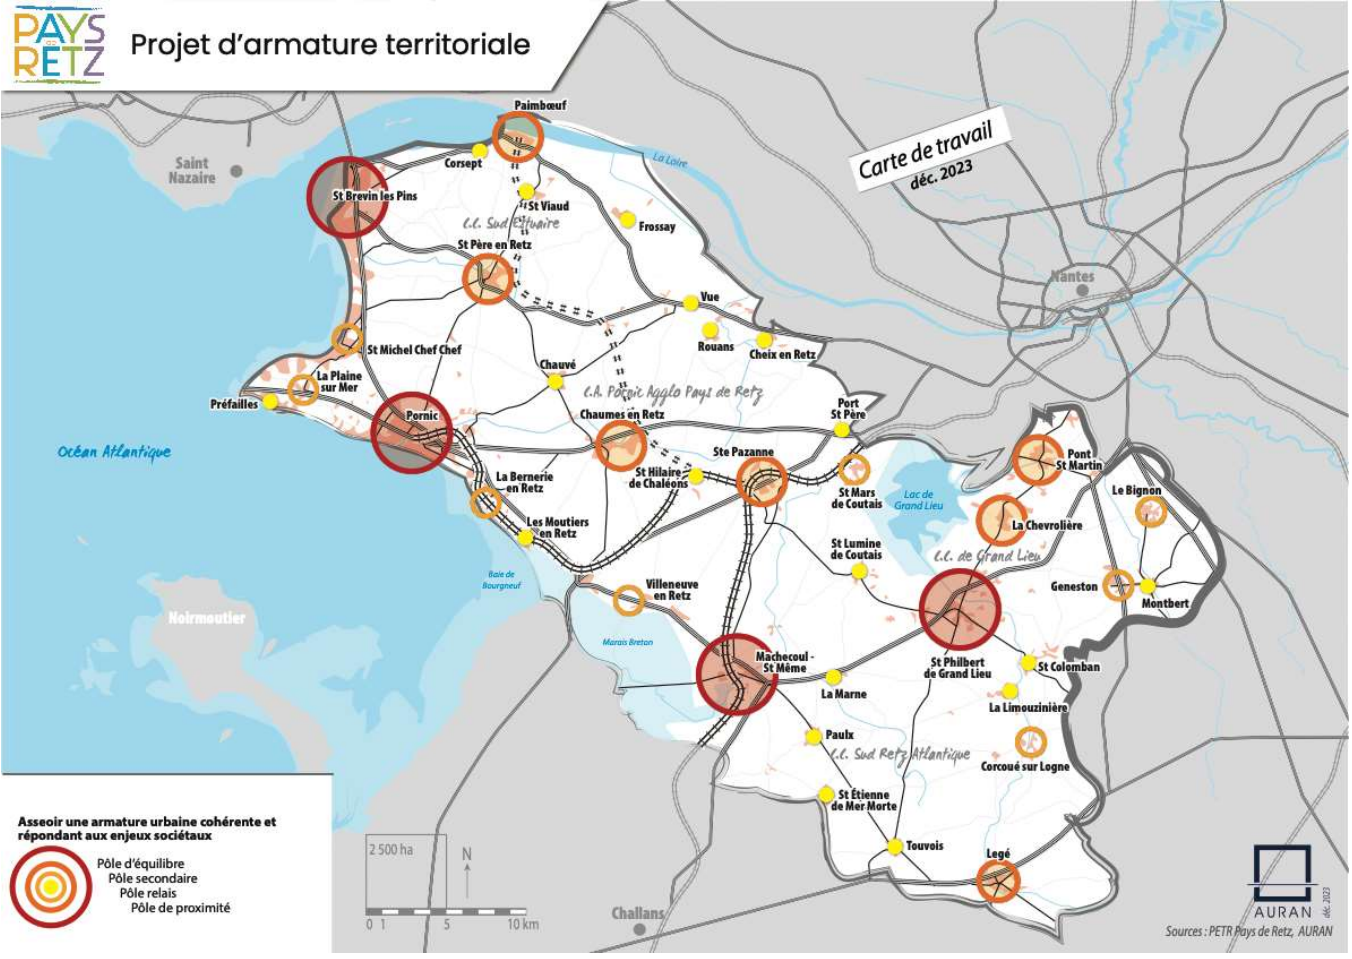 PAYS
DE
RETZ
Projet d'armature territoriale
Carte de travail
déc. 2023
Paimbœuf
Corsept
La Loire
Saint
Nazaire
St Brevin les Pins
St Viaud
C.C. Sud Estuaire
Frossay
St Père en Retz
Nantes
Vue
Rouans
Cheix en Retz
St Michel Chef Chef
Chauvé
La Plaine
sur Mer
Préfailles
C.A. Pornic Agglo Pays de Retz
Pornic
Chaumes en Retz
Port
St Père
Océan Atlantique
Ste Pazanne
Pont
St Martin
La Bernerie
en Retz
St Hilaire
de Chaléons
St Mars
de Coutais
Lac de
Grand Lieu
Le Bignon
Les Moutiers
en Retz
La Chevrolière
St Lumine
de Coutais
C.C. de Grand Lieu
Baie de
Bourgneuf
Villeneuve
en Retz
Geneston
Montbert
Noirmoutier
Marais Breton
Machecoul -
St Même
St Philbert
de Grand Lieu
St Colomban
La Marne
La Limouzinière
Paulx
C.C. Sud Retz Atlantique
Corcoué sur Logne
St Étienne
de Mer Morte
Touvois
Legé
Challans
Asseoir une armature urbaine cohérente et
répondant aux enjeux sociétaux
Pôle d'équilibre
Pôle secondaire
Pôle relais
Pôle de proximité
2 500 ha
N
0 1 5 10 km
AURAN
déc. 2023
Sources : PETR Pays de Retz, AURAN